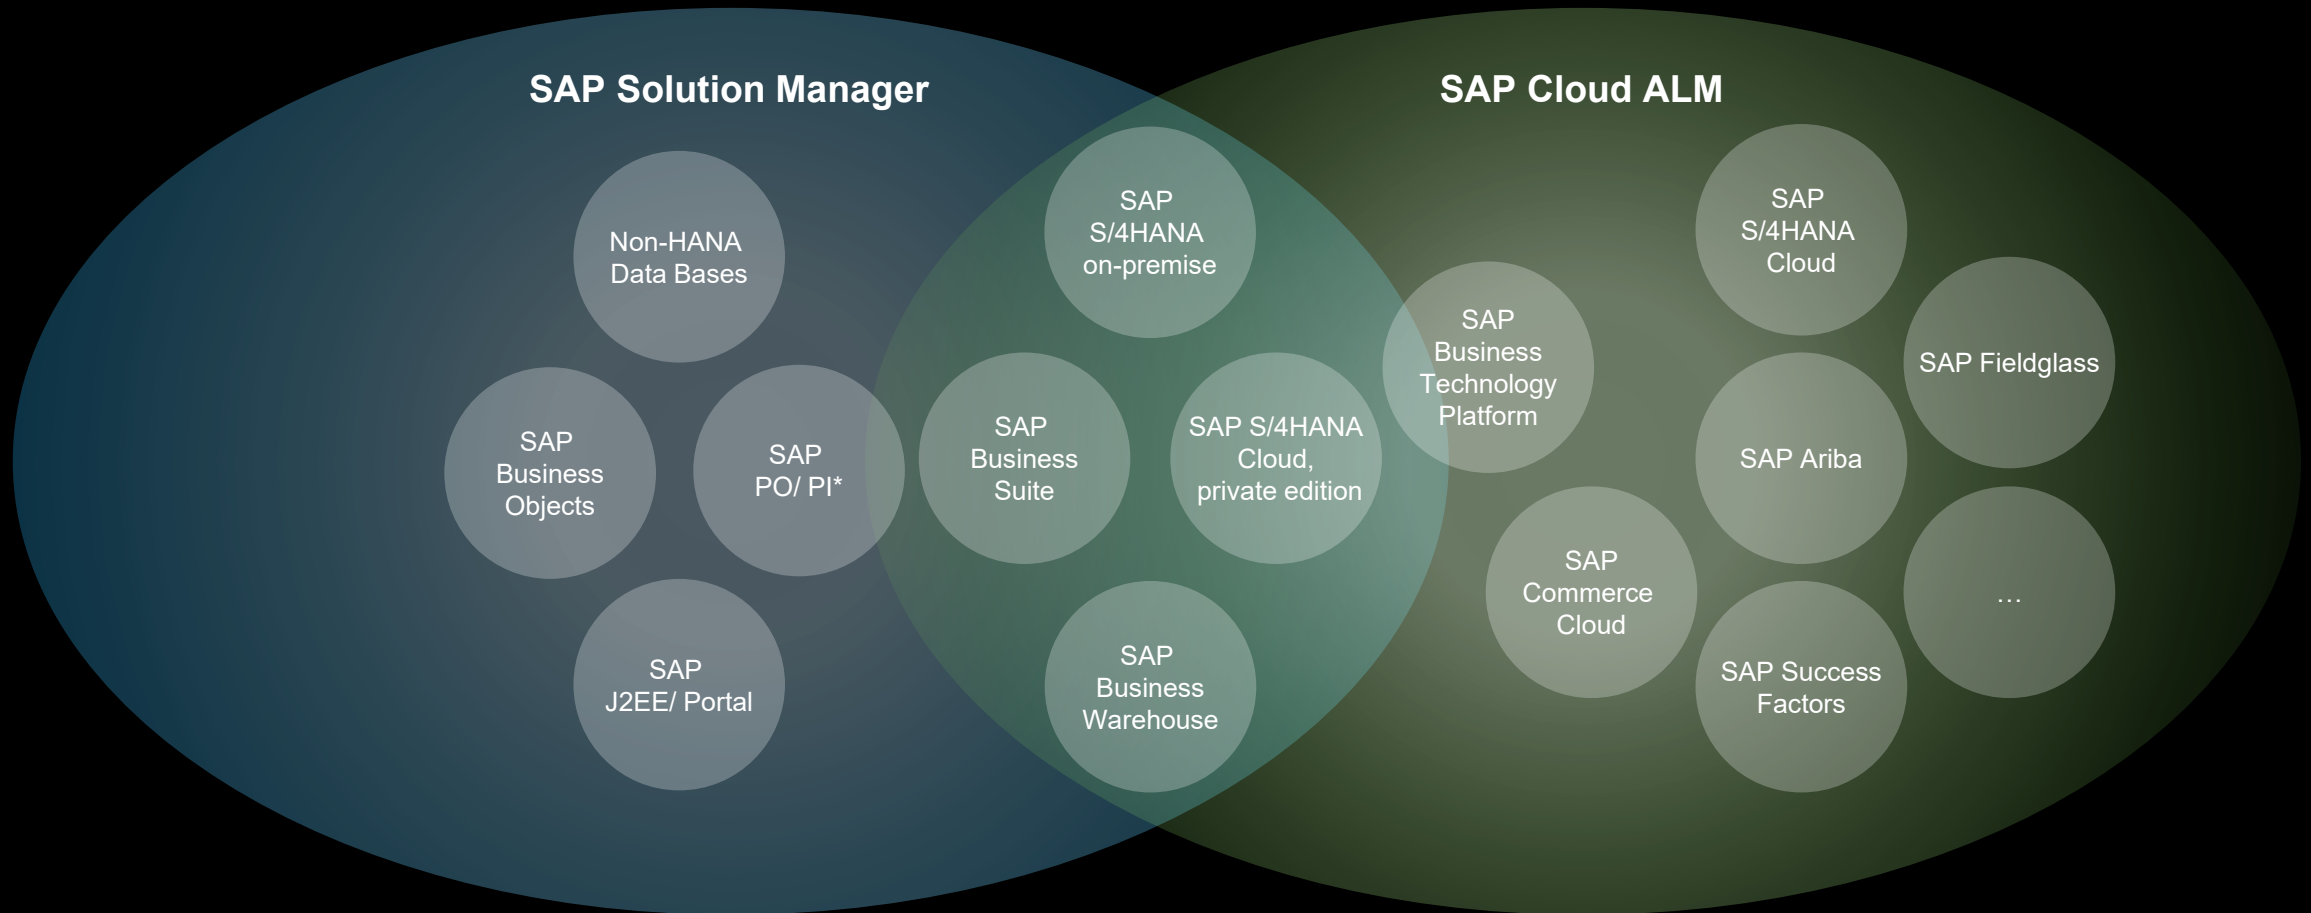 SAP Solution Manager
Non-HANA
Data Bases
SAP
Business
Objects
SAP
PO/ PI*
SAP
J2EE/ Portal
SAP
S/4HANA
on-premise
SAP
Business
Suite
SAP S/4HANA
Cloud,
private edition
SAP
Business
Warehouse
SAP Cloud ALM
SAP
Business
Technology
Platform
SAP
S/4HANA
Cloud
SAP Fieldglass
SAP Ariba
SAP
Commerce
Cloud
SAP Success
Factors
...